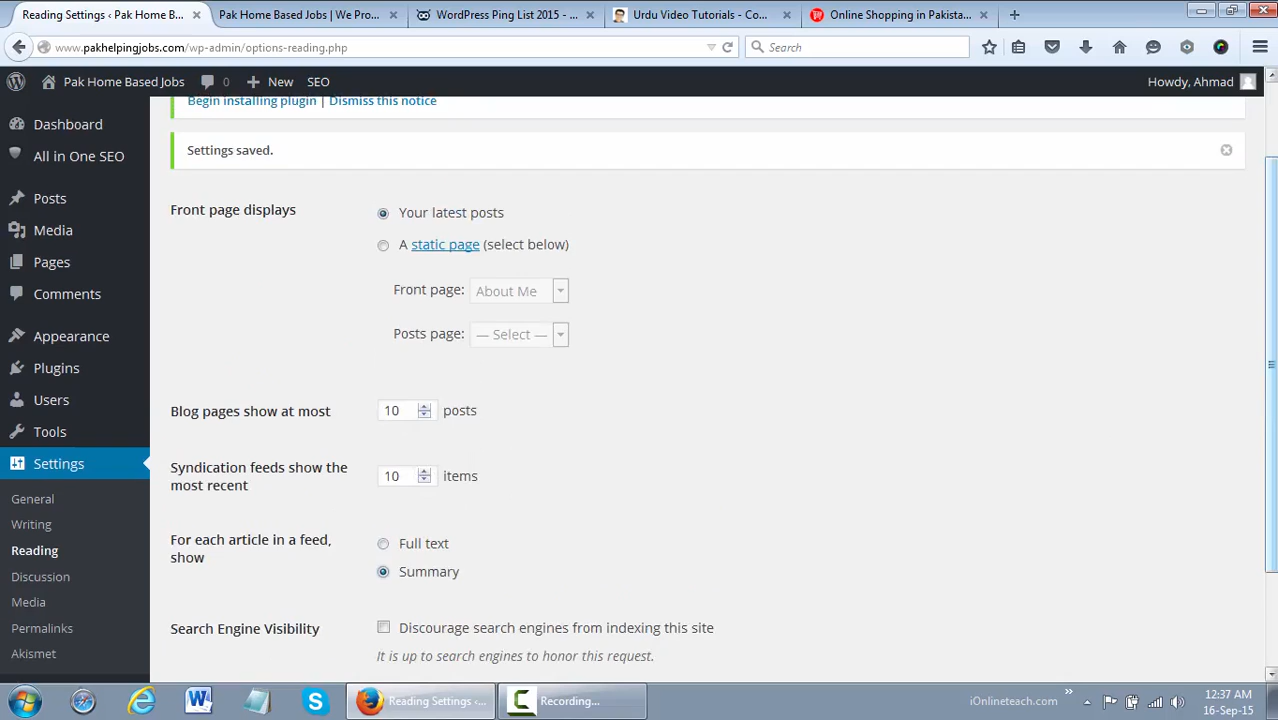 Reading Settings ‹ Pak Home B...
Pak Home Based Jobs | We Pro...
WordPress Ping List 2015 - ...
Urdu Video Tutorials - Co...
Online Shopping in Pakista...
www.pakhelpingjobs.com/wp-admin/options-reading.php
Search
Pak Home Based Jobs
0
New
SEO
Howdy, Ahmad
Begin installing plugin | Dismiss this notice
Settings saved.
Dashboard
All in One SEO
Posts
Media
Pages
Comments
Appearance
Plugins
Users
Tools
Settings
General
Writing
Reading
Discussion
Media
Permalinks
Akismet
Front page displays
Your latest posts
A static page (select below)
Front page: About Me
Posts page: — Select —
Blog pages show at most
10 posts
Syndication feeds show the
most recent
10 items
For each article in a feed,
show
Full text
Summary
Search Engine Visibility
Discourage search engines from indexing this site
It is up to search engines to honor this request.
Reading Settings ‹...
Recording...
iOnlineteach.com
»
12:37 AM
16-Sep-15